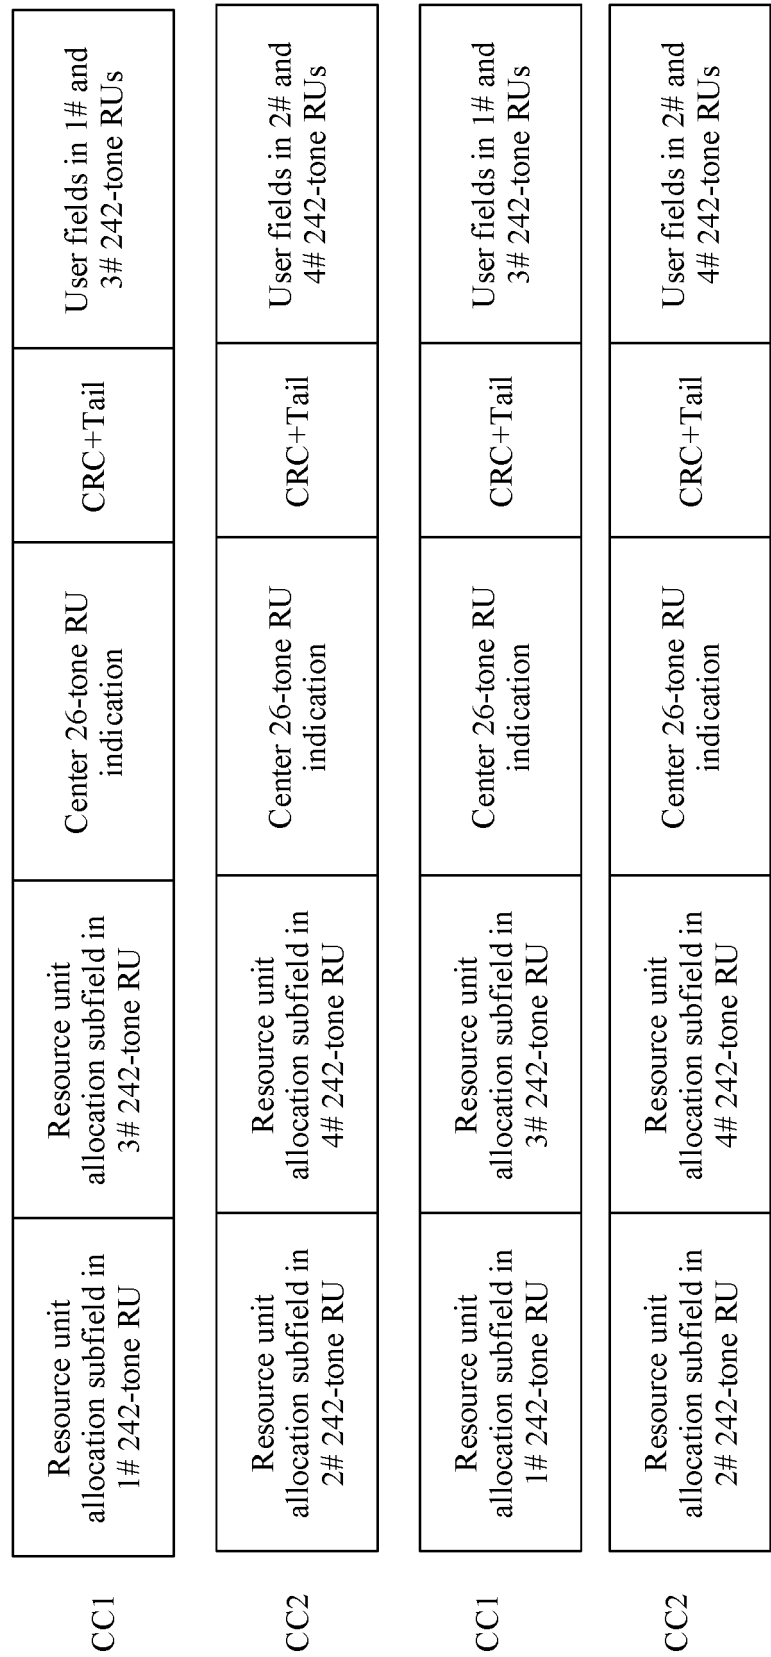 CC1
Resource unit
allocation subfield in
1# 242-tone RU
Resource unit
allocation subfield in
3# 242-tone RU
Center 26-tone RU
indication
CRC+Tail
User fields in 1# and
3# 242-tone RUs
CC2
Resource unit
allocation subfield in
2# 242-tone RU
Resource unit
allocation subfield in
4# 242-tone RU
Center 26-tone RU
indication
CRC+Tail
User fields in 2# and
4# 242-tone RUs
CC1
Resource unit
allocation subfield in
1# 242-tone RU
Resource unit
allocation subfield in
3# 242-tone RU
Center 26-tone RU
indication
CRC+Tail
User fields in 1# and
3# 242-tone RUs
CC2
Resource unit
allocation subfield in
2# 242-tone RU
Resource unit
allocation subfield in
4# 242-tone RU
Center 26-tone RU
indication
CRC+Tail
User fields in 2# and
4# 242-tone RUs